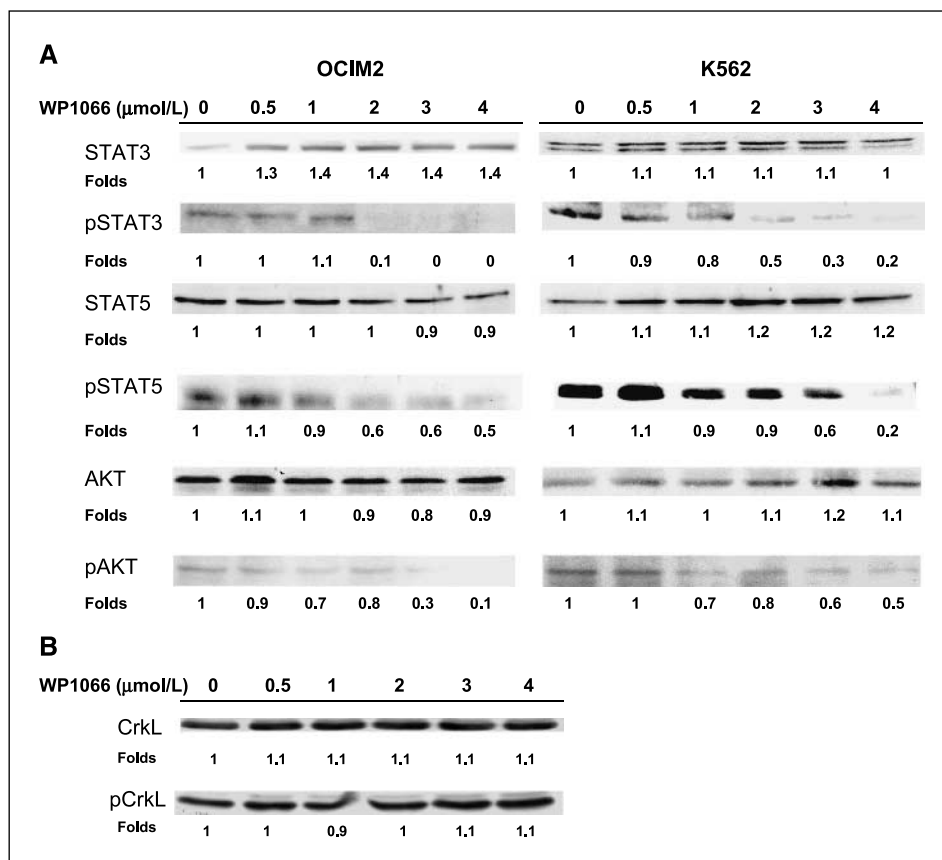 A
OCIM2 K562
WP1066 (μmol/L) 0 0.5 1 2 3 4 0 0.5 1 2 3 4
STAT3
Folds 1 1.3 1.4 1.4 1.4 1.4 1 1.1 1.1 1.1 1.1 1
pSTAT3
Folds 1 1 1.1 0.1 0 0 1 0.9 0.8 0.5 0.3 0.2
STAT5
Folds 1 1 1 1 0.9 0.9 1 1.1 1.1 1.2 1.2 1.2
pSTAT5
Folds 1 1.1 0.9 0.6 0.6 0.5 1 1.1 0.9 0.9 0.6 0.2
AKT
Folds 1 1.1 1 0.9 0.8 0.9 1 1.1 1 1.1 1.2 1.1
pAKT
Folds 1 0.9 0.7 0.8 0.3 0.1 1 1 0.7 0.8 0.6 0.5
B
WP1066 (μmol/L) 0 0.5 1 2 3 4
CrkL
Folds 1 1.1 1.1 1.1 1.1 1.1
pCrkL
Folds 1 1 0.9 1 1.1 1.1